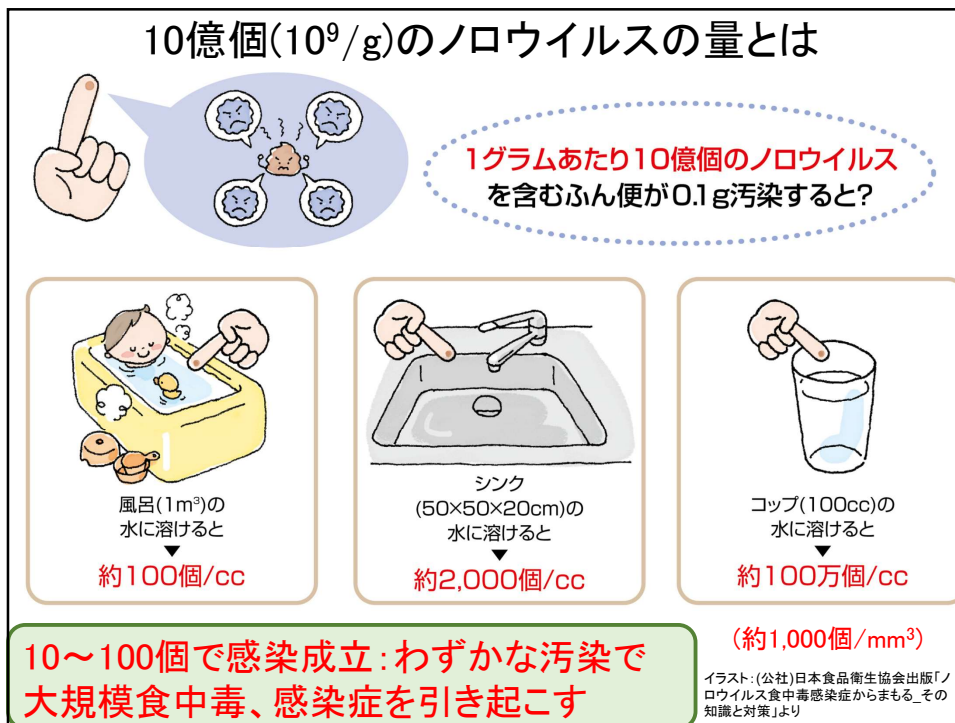 10億個(10⁹/g)のノロウイルスの量とは
1グラムあたり10億個のノロウイルス
を含むふん便が0.1g汚染すると?
風呂(1m³)の
水に溶けると
▼
約100個/cc
シンク
(50×50×20cm)の
水に溶けると
▼
約2,000個/cc
コップ(100cc)の
水に溶けると
▼
約100万個/cc
(約1,000個/mm³)
10〜100個で感染成立:わずかな汚染で
大規模食中毒、感染症を引き起こす
イラスト:(公社)日本食品衛生協会出版「ノ
ロウイルス食中毒感染症からまもる_その
知識と対策」より